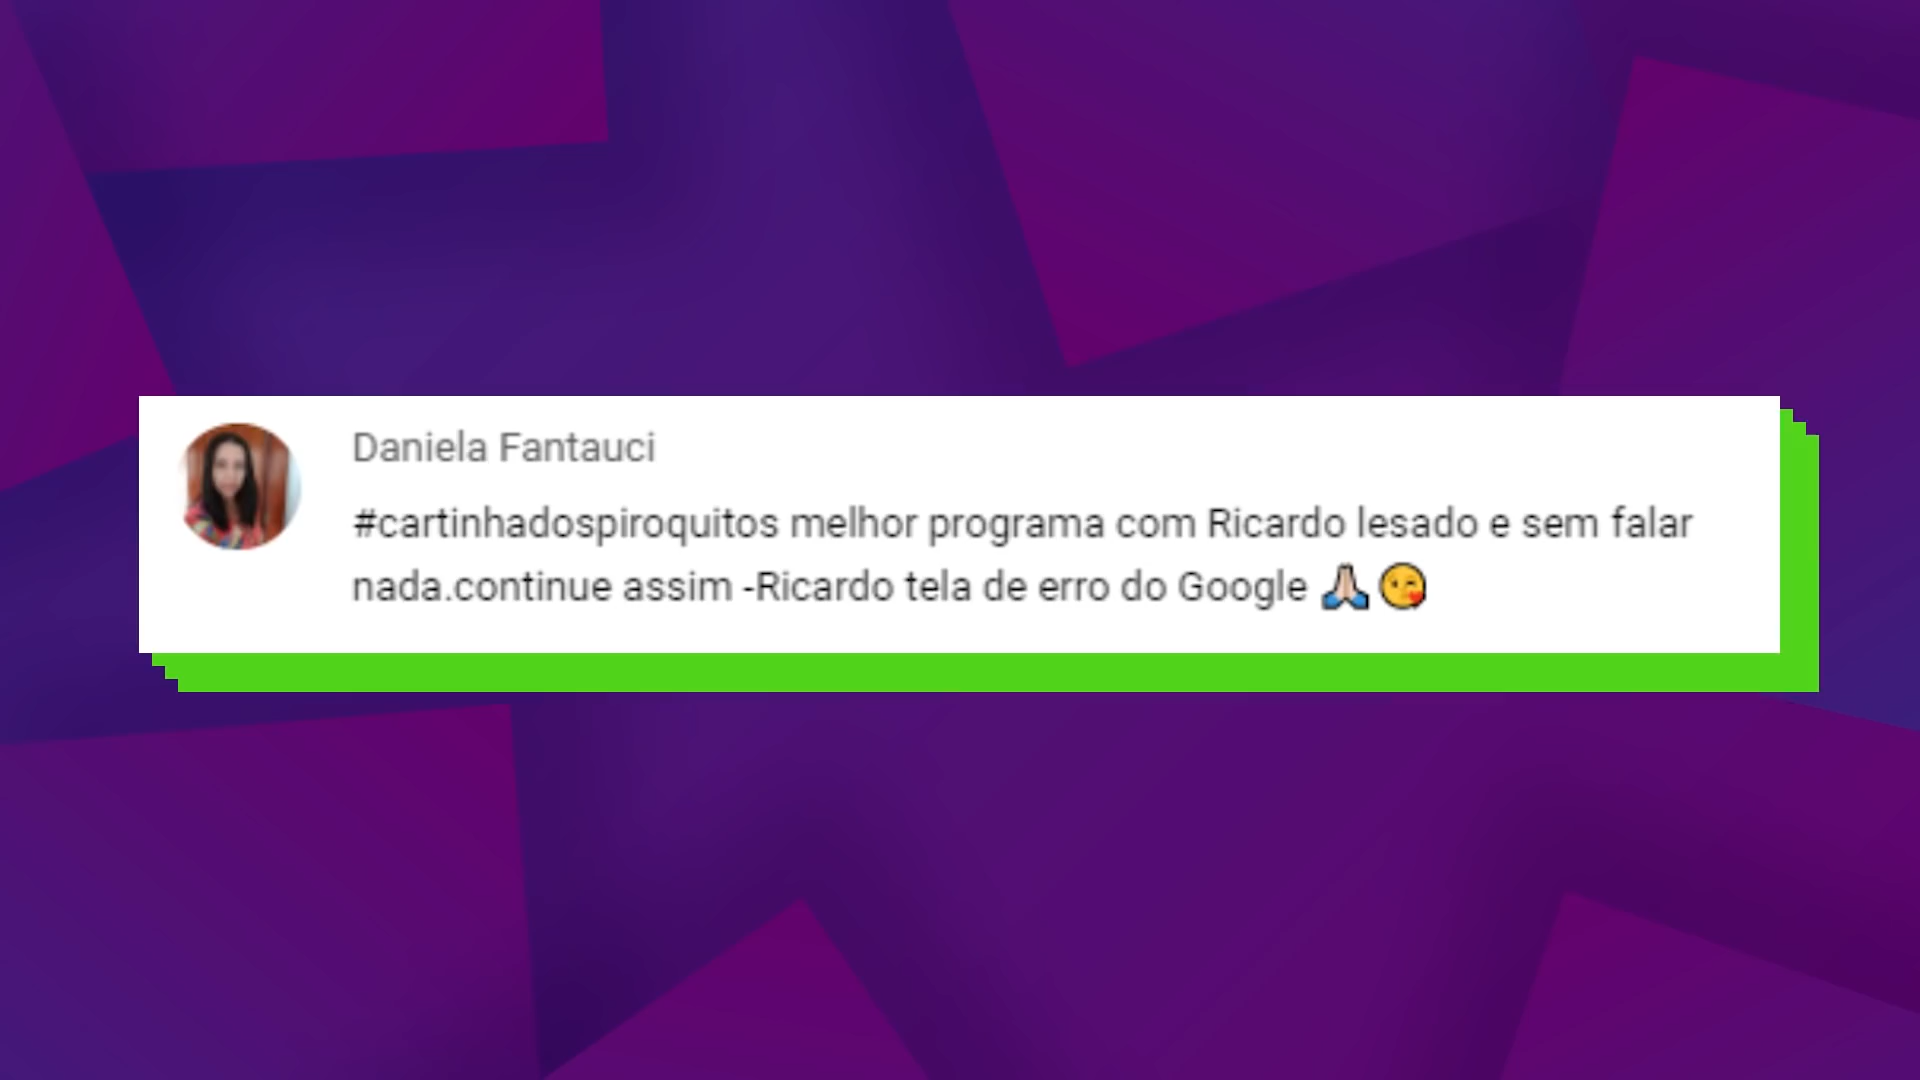 Daniela Fantauci
#cartinhadospiroquitos melhor programa com Ricardo lesado e sem falar
nada.continue assim -Ricardo tela de erro do Google 🙏🏼😘